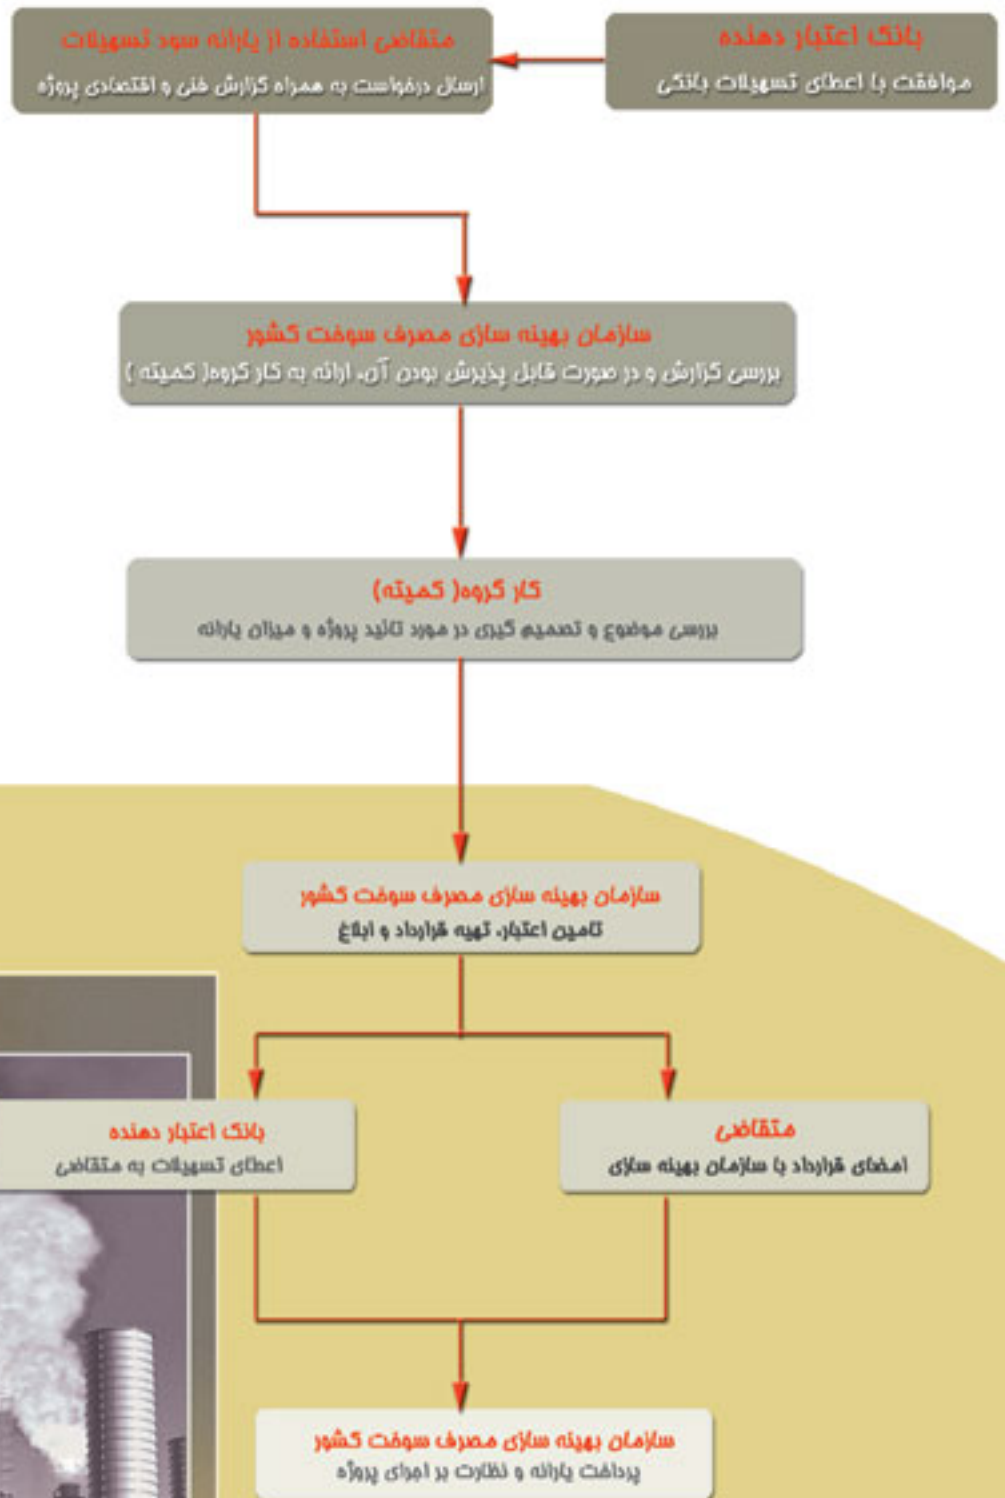 بانک اعتبار دهنده
موافقت با اعطای تسهیلات بانکی
متقاضی استفاده از یارانه سود تسهیلات
ارسال درخواست به همراه گزارش فنی و اقتصادی پروژه
سازمان بهینه سازی مصرف سوخت کشور
بررسی گزارش و در صورت قابل پذیرش بودن آن، ارائه به کار گروه( کمیته )
کار گروه( کمیته)
بررسی موضوع و تصمیم گیری در مورد تائید پروژه و میزان یارانه
سازمان بهینه سازی مصرف سوخت کشور
تامین اعتبار، تهیه قرارداد و ابلاغ
متقاضی
امضای قرارداد با سازمان بهینه سازی
بانک اعتبار دهنده
اعطای تسهیلات به متقاضی
سازمان بهینه سازی مصرف سوخت کشور
پرداخت یارانه و نظارت بر اجرای پروژه